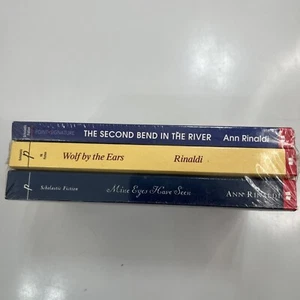 THE SECOND BEND IN THE RIVER Ann Rinaldi
Wolf by the Ears Rinaldi
Scholastic Fiction Mine Eyes Have Seen ANN RINALDI